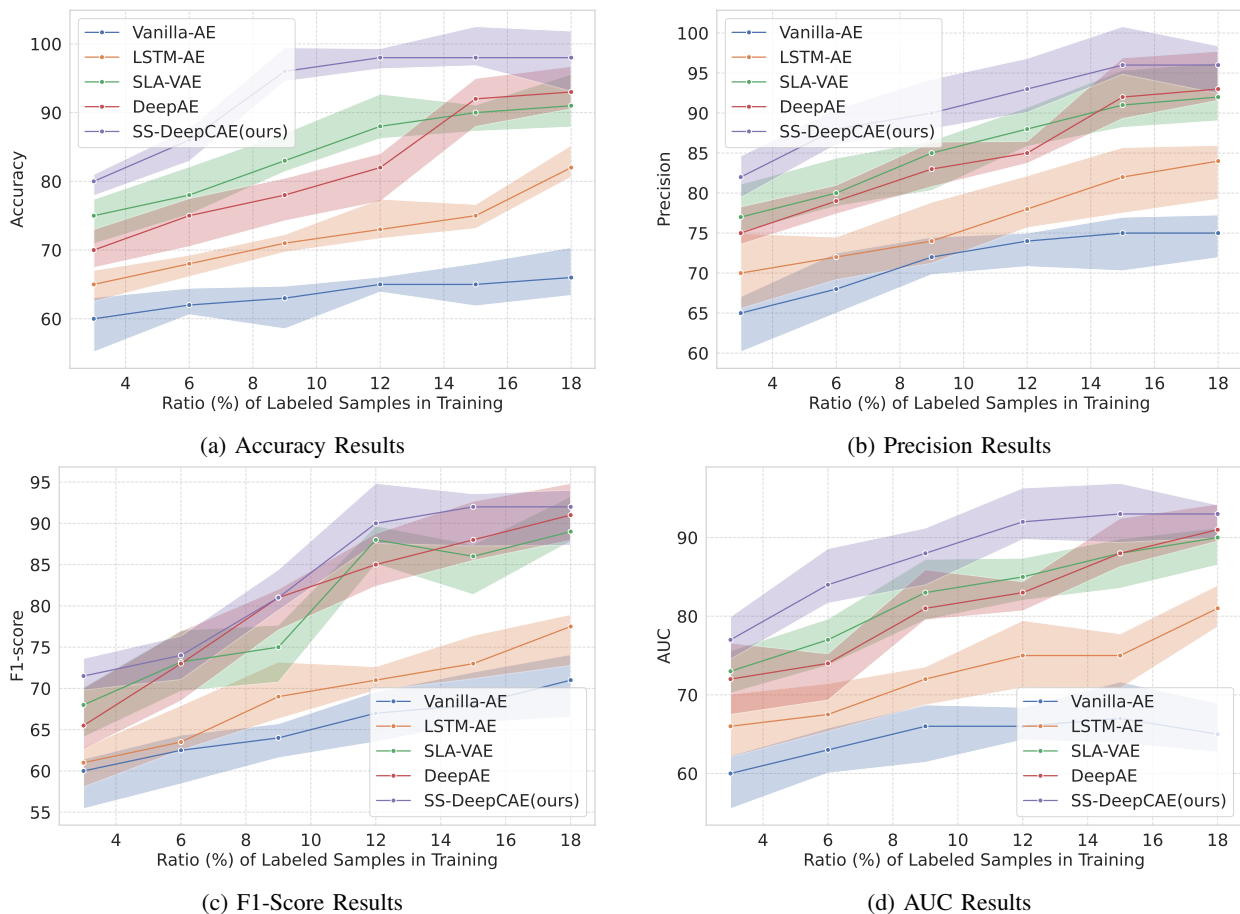 100
90
80
70
60
Accuracy
Vanilla-AE
LSTM-AE
SLA-VAE
DeepAE
SS-DeepCAE(ours)
4 6 8 10 12 14 16 18
Ratio (%) of Labeled Samples in Training
(a) Accuracy Results
100
95
90
85
80
75
70
65
60
Precision
Vanilla-AE
LSTM-AE
SLA-VAE
DeepAE
SS-DeepCAE(ours)
4 6 8 10 12 14 16 18
Ratio (%) of Labeled Samples in Training
(b) Precision Results
95
90
85
80
75
70
65
60
55
F1-score
Vanilla-AE
LSTM-AE
SLA-VAE
DeepAE
SS-DeepCAE(ours)
4 6 8 10 12 14 16 18
Ratio (%) of Labeled Samples in Training
(c) F1-Score Results
90
80
70
60
AUC
Vanilla-AE
LSTM-AE
SLA-VAE
DeepAE
SS-DeepCAE(ours)
4 6 8 10 12 14 16 18
Ratio (%) of Labeled Samples in Training
(d) AUC Results